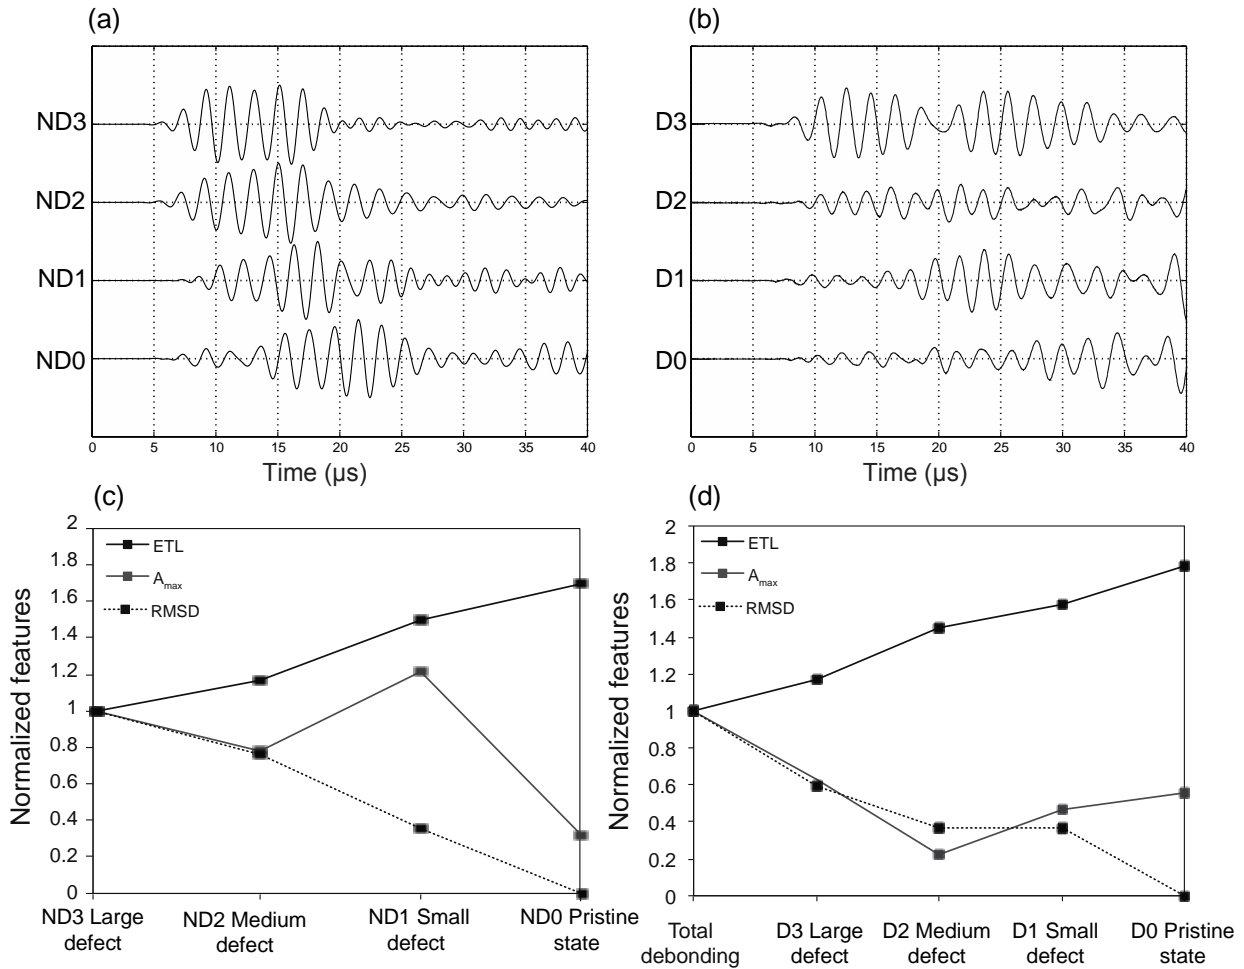 (a)
(b)
ND3
ND2
ND1
ND0
0 5 10 15 20 25 30 35 40
Time (µs)
D3
D2
D1
D0
0 5 10 15 20 25 30 35 40
Time (µs)
(c)
2
1.8
1.6
1.4
1.2
1
0.8
0.6
0.4
0.2
0
Normalized features
ETL
Amax
RMSD
ND3 Large defect
ND2 Medium defect
ND1 Small defect
ND0 Pristine state
(d)
2
1.8
1.6
1.4
1.2
1
0.8
0.6
0.4
0.2
0
Normalized features
ETL
Amax
RMSD
Total debonding
D3 Large defect
D2 Medium defect
D1 Small defect
D0 Pristine state